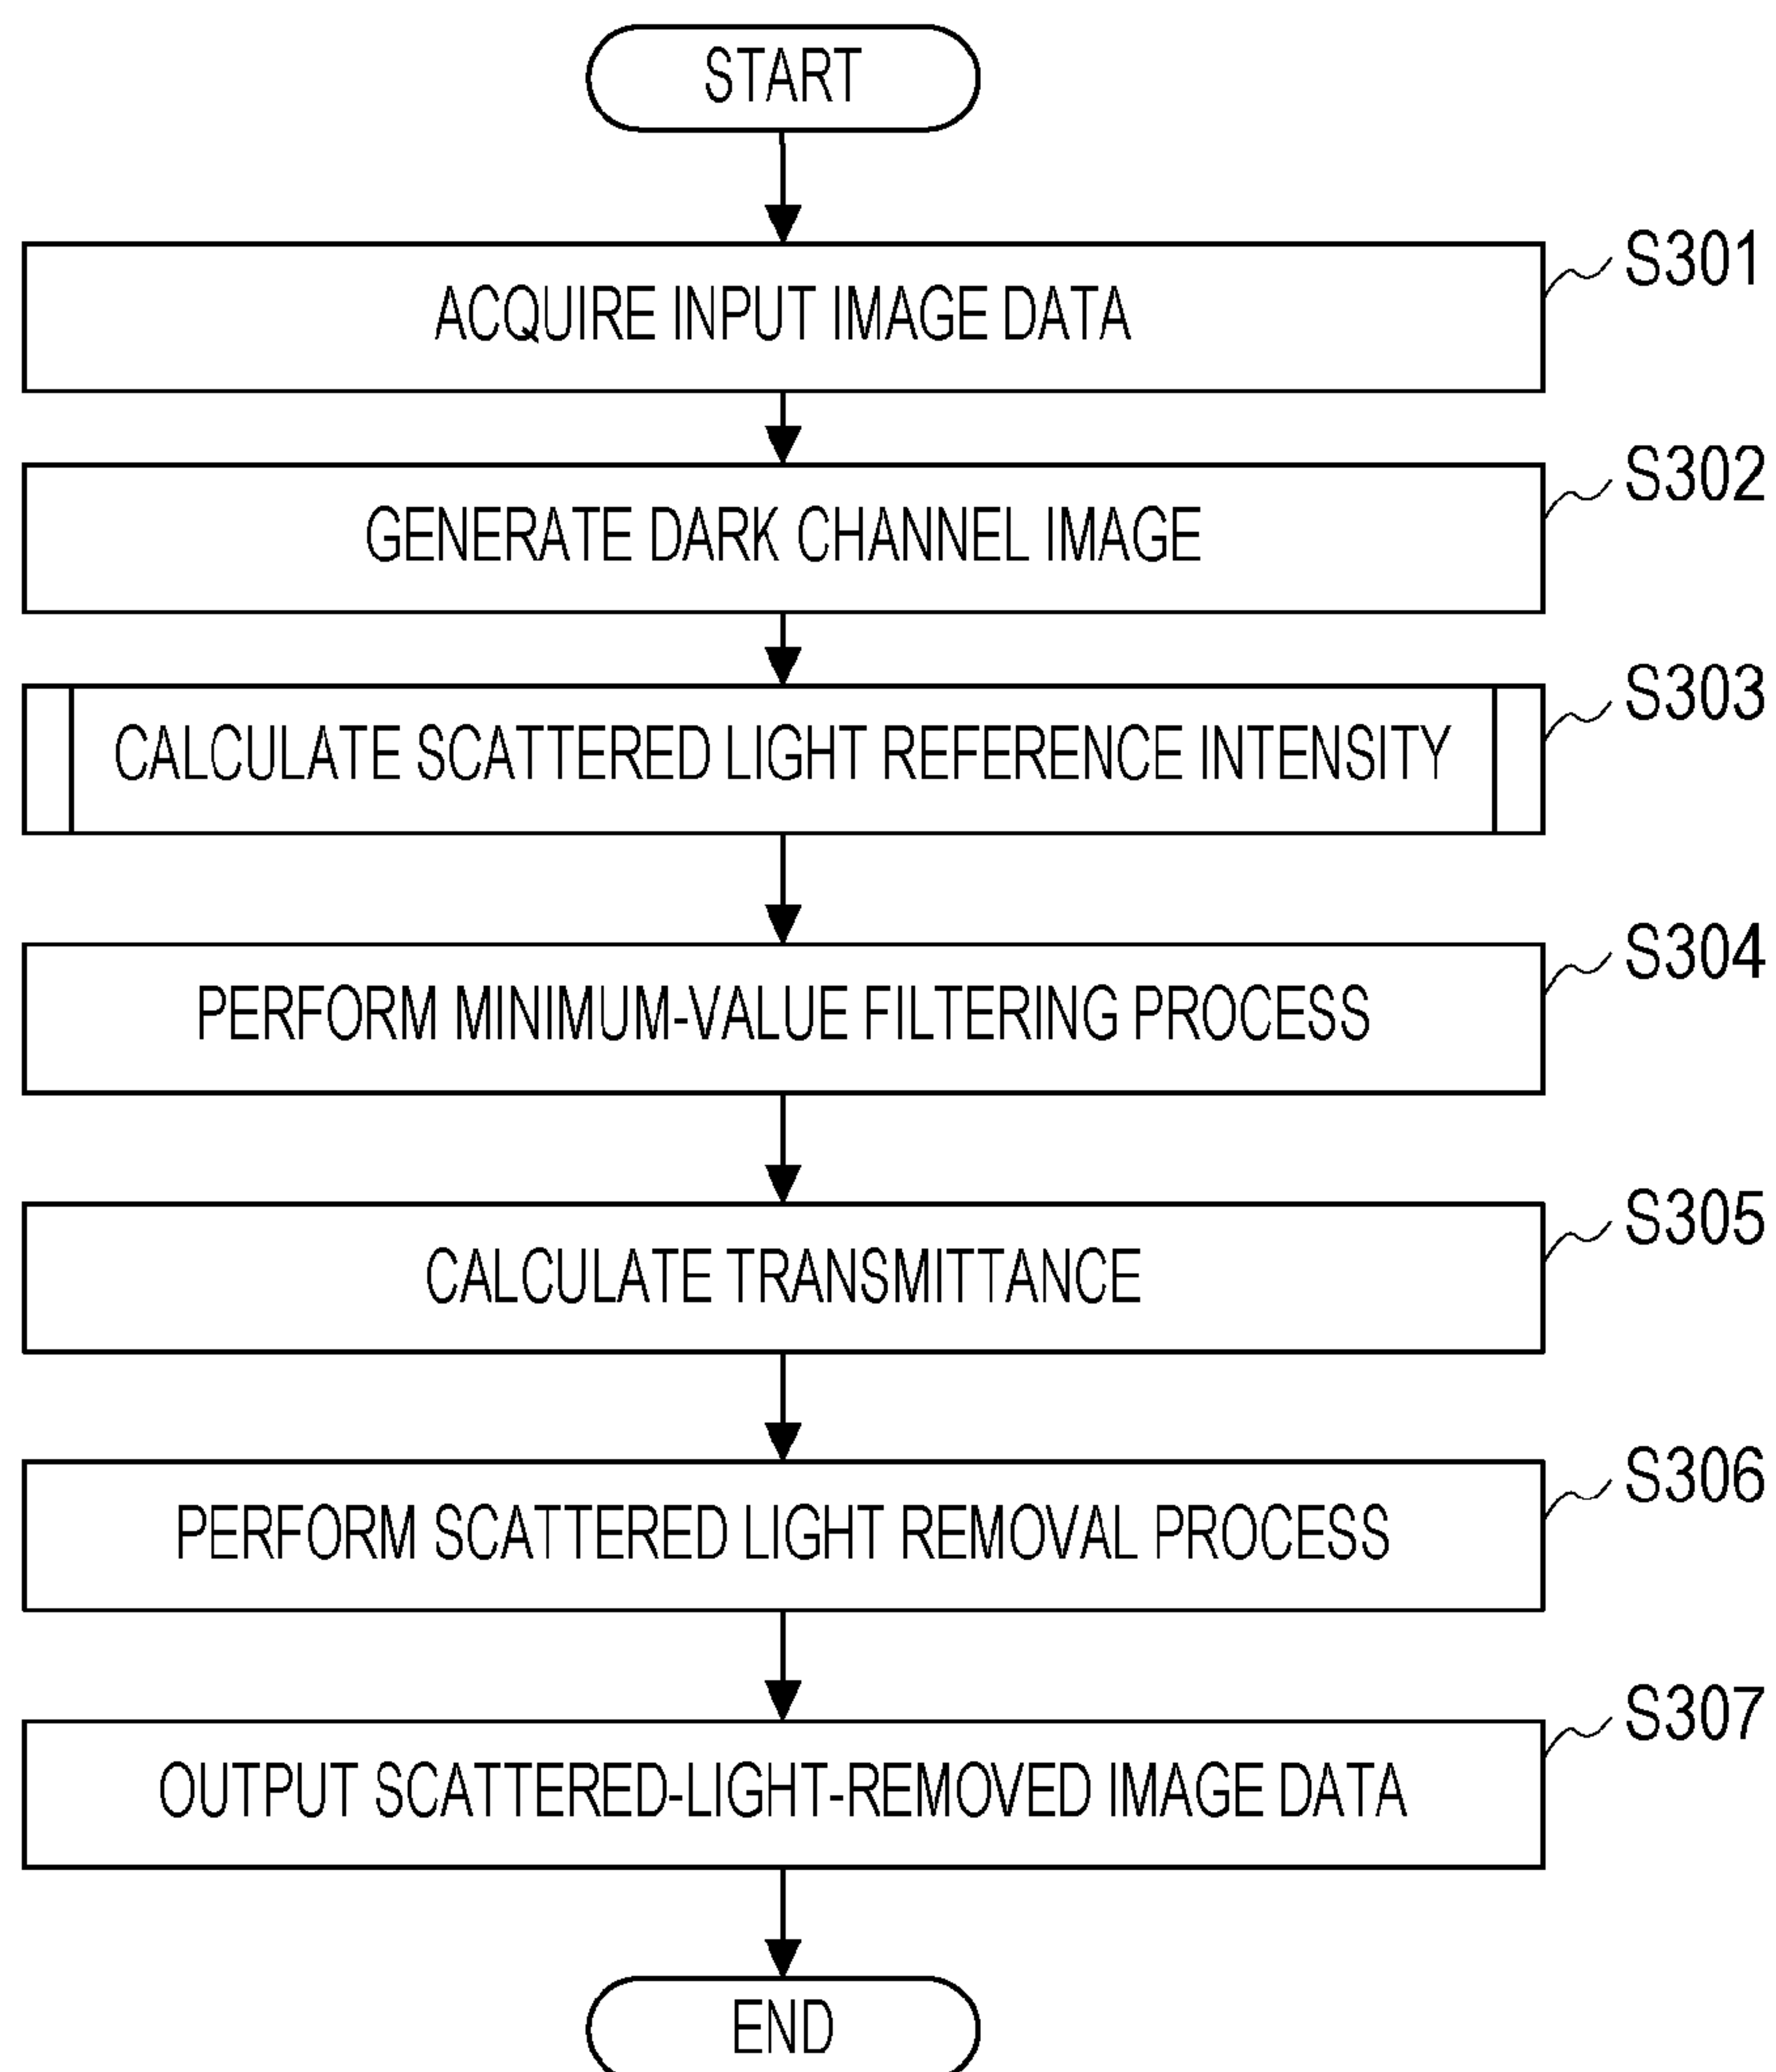 START
ACQUIRE INPUT IMAGE DATA
S301
GENERATE DARK CHANNEL IMAGE
S302
CALCULATE SCATTERED LIGHT REFERENCE INTENSITY
S303
PERFORM MINIMUM-VALUE FILTERING PROCESS
S304
CALCULATE TRANSMITTANCE
S305
PERFORM SCATTERED LIGHT REMOVAL PROCESS
S306
OUTPUT SCATTERED-LIGHT-REMOVED IMAGE DATA
S307
END